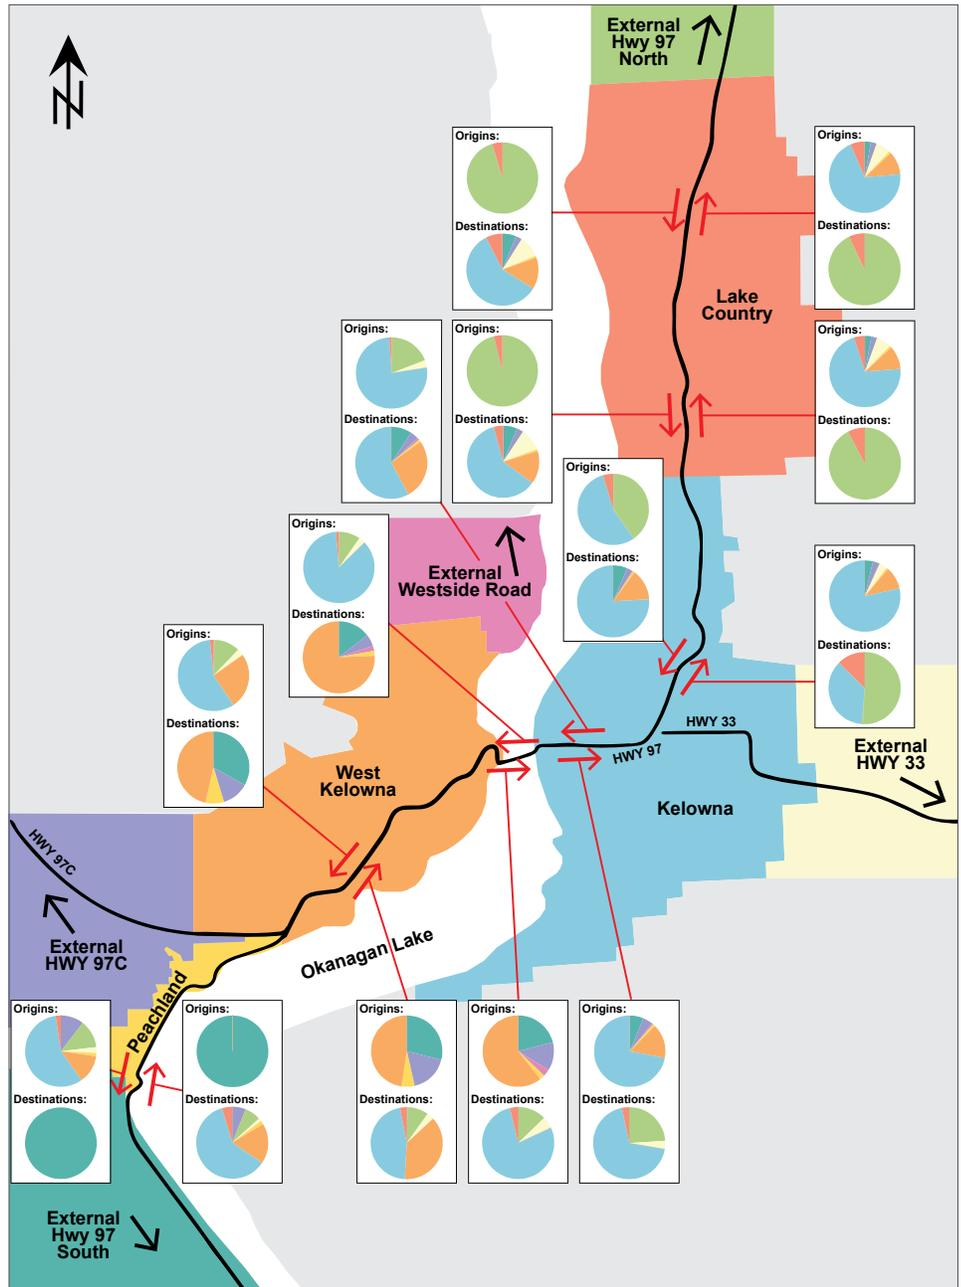 External
Hwy 97
North
N
Origins:
Destinations:
Origins:
Destinations:
Lake
Country
Origins:
Destinations:
Origins:
Destinations:
Origins:
Destinations:
Origins:
Destinations:
Origins:
Destinations:
External
Westside Road
Origins:
Destinations:
Origins:
Destinations:
HWY 33
HWY 97
External
HWY 33
West
Kelowna
Kelowna
HWY 97C
External
HWY 97C
Okanagan Lake
Peachland
Origins:
Destinations:
Origins:
Destinations:
Origins:
Destinations:
Origins:
Destinations:
Origins:
Destinations:
External
Hwy 97
South